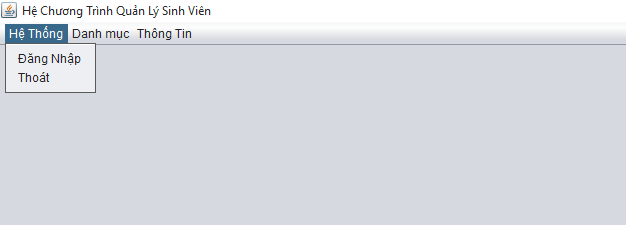 Hệ Chương Trình Quản Lý Sinh Viên
Hệ Thống Danh mục Thông Tin
Đăng Nhập
Thoát